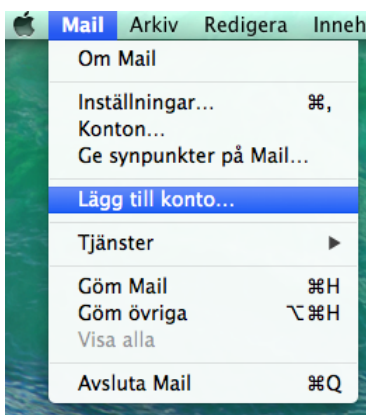 Mail Arkiv Redigera Inneh
Om Mail
Inställningar... ⌘,
Konton...
Ge synpunkter på Mail...
Lägg till konto...
Tjänster ▶
Göm Mail ⌘H
Göm övriga ⌥⌘H
Visa alla
Avsluta Mail ⌘Q